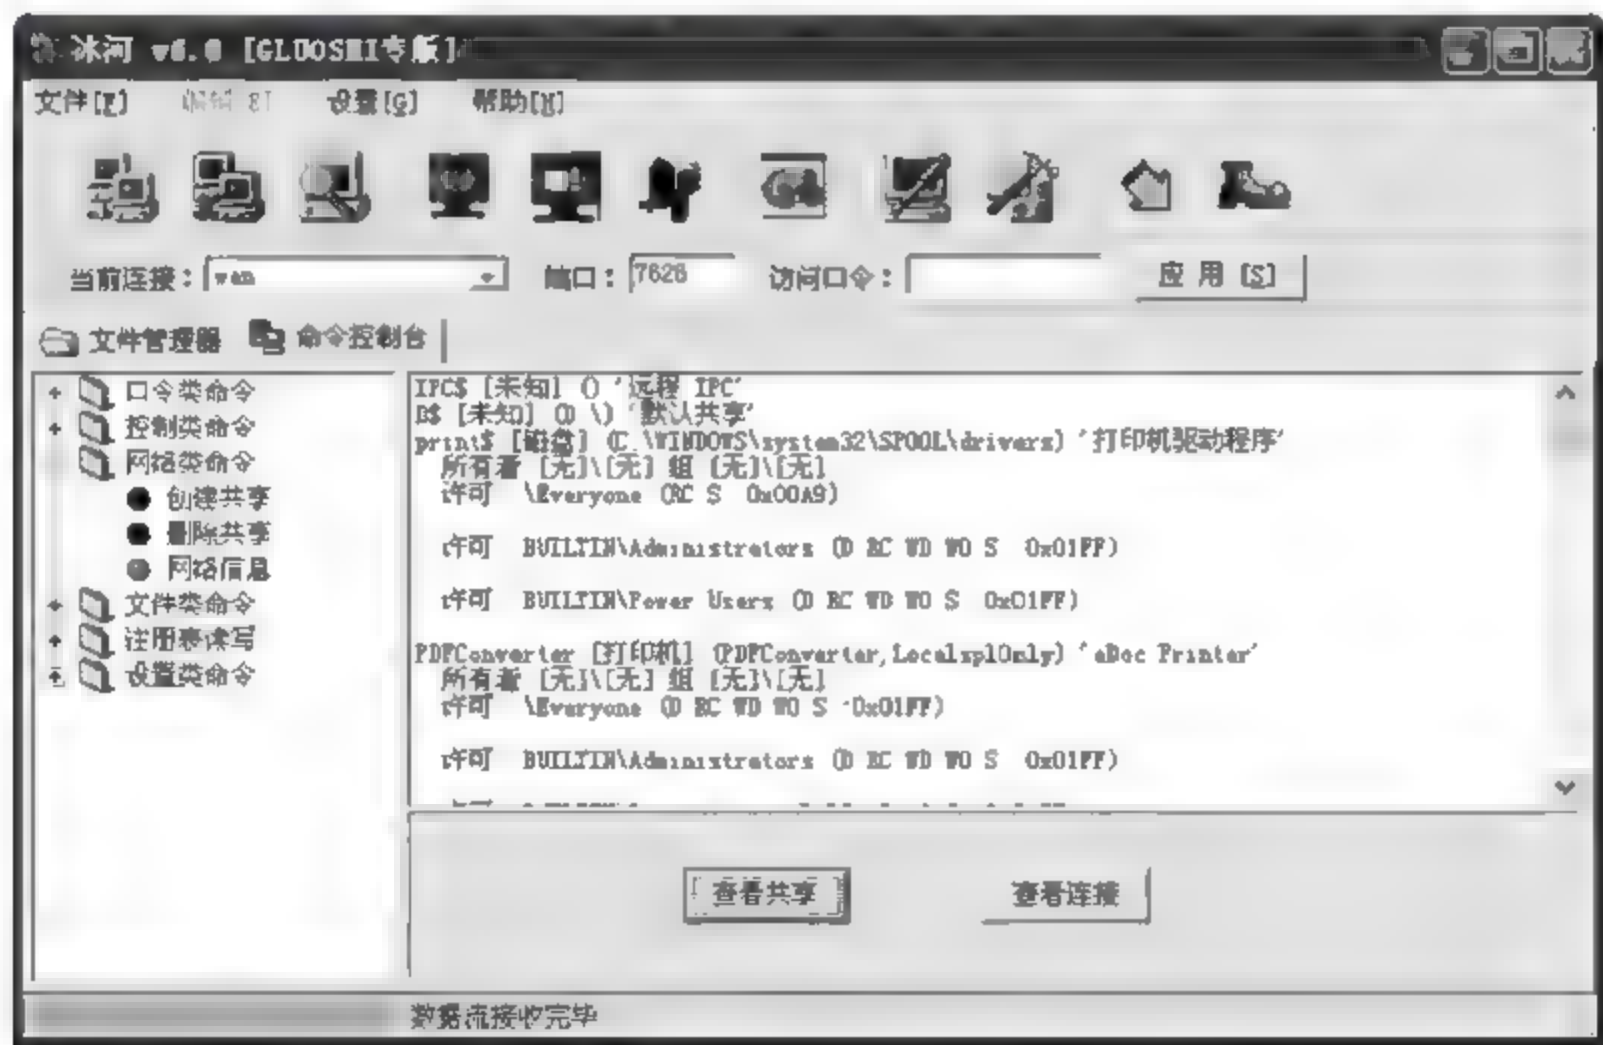 冰河 v6.0 [GLUOSHI专版]
文件[F] 编辑[E] 设置[G] 帮助[H]
当前连接： wan 端口： 7626 访问口令： 应用[S]
文件管理器 命令控制台
口令类命令
控制类命令
网络类命令
创建共享
删除共享
网络信息
文件类命令
注册表读写
设置类命令
IPC$ [未知] () '远程 IPC'
D$ [未知] (D:\) '默认共享'
print$ [磁盘] (C:\WINDOWS\system32\SPOOL\drivers) '打印机驱动程序'
所有者 [无]\[无] 组 [无]\[无]
许可 \Everyone (RC S 0x00A9)
许可 BUILTIN\Administrators (D RC WD WO S 0x01FF)
许可 BUILTIN\Power Users (D RC WD WO S 0x01FF)
PDFConverter [打印机] (PDFConverter,LocalsplOnly) 'eDoc Printer'
所有者 [无]\[无] 组 [无]\[无]
许可 \Everyone (D RC WD WO S 0x01FF)
许可 BUILTIN\Administrators (D RC WD WO S 0x01FF)
查看共享 查看连接
数据流接收完毕